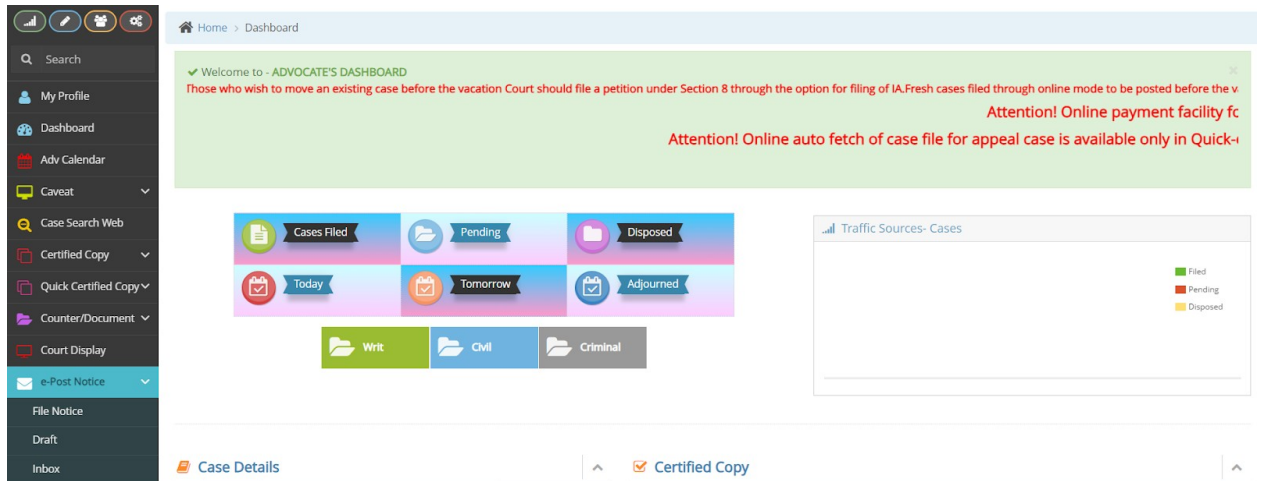 Search
My Profile
Dashboard
Adv Calendar
Caveat
Case Search Web
Certified Copy
Quick Certified Copy
Counter/Document
Court Display
e-Post Notice
File Notice
Draft
Inbox
Home > Dashboard
Welcome to - ADVOCATE'S DASHBOARD
Those who wish to move an existing case before the vacation Court should file a petition under Section 8 through the option for filing of IA.Fresh cases filed through online mode to be posted before the
Attention! Online payment facility
Attention! Online auto fetch of case file for appeal case is available only in Quick-
Cases Filed
Pending
Disposed
Today
Tomorrow
Adjourned
Writ
Civil
Criminal
Traffic Sources- Cases
Filed
Pending
Disposed
Case Details
Certified Copy